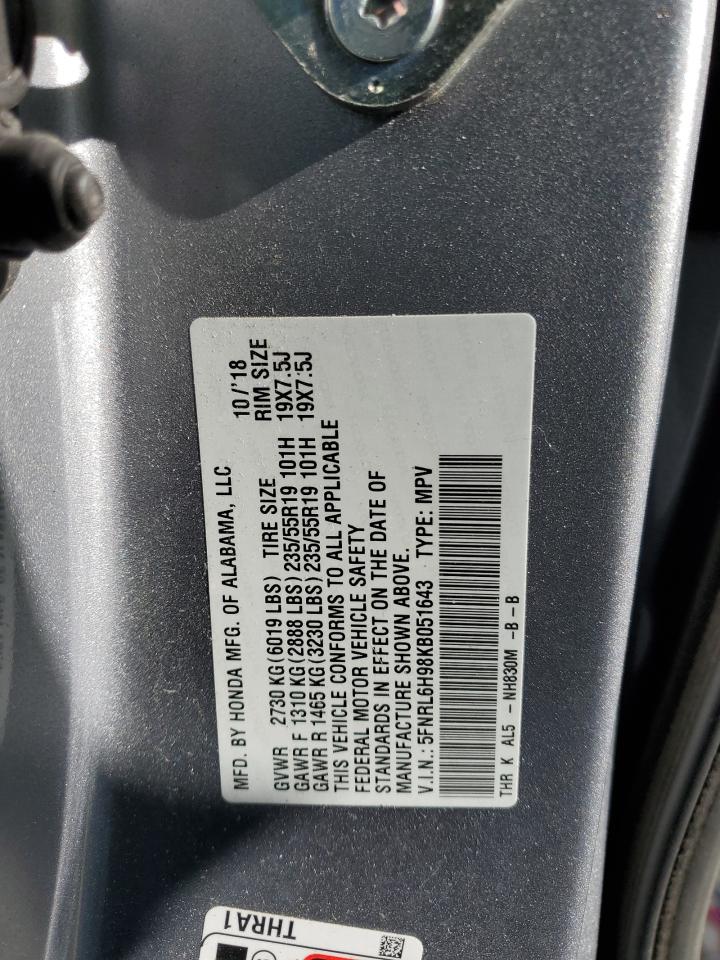 MFD. BY HONDA MFG. OF ALABAMA, LLC 10/'18
GVWR 2730 KG(6019 LBS) TIRE SIZE RIM SIZE
GAWR F 1310 KG(2888 LBS) 235/55R19 101H 19X7.5J
GAWR R 1465 KG(3230 LBS) 235/55R19 101H 19X7.5J
THIS VEHICLE CONFORMS TO ALL APPLICABLE
FEDERAL MOTOR VEHICLE SAFETY
STANDARDS IN EFFECT ON THE DATE OF
MANUFACTURE SHOWN ABOVE.
V.I.N.: 5FNRL6H98KB051643 TYPE: MPV
THR K AL5 - NH830M -B-B
THRA1